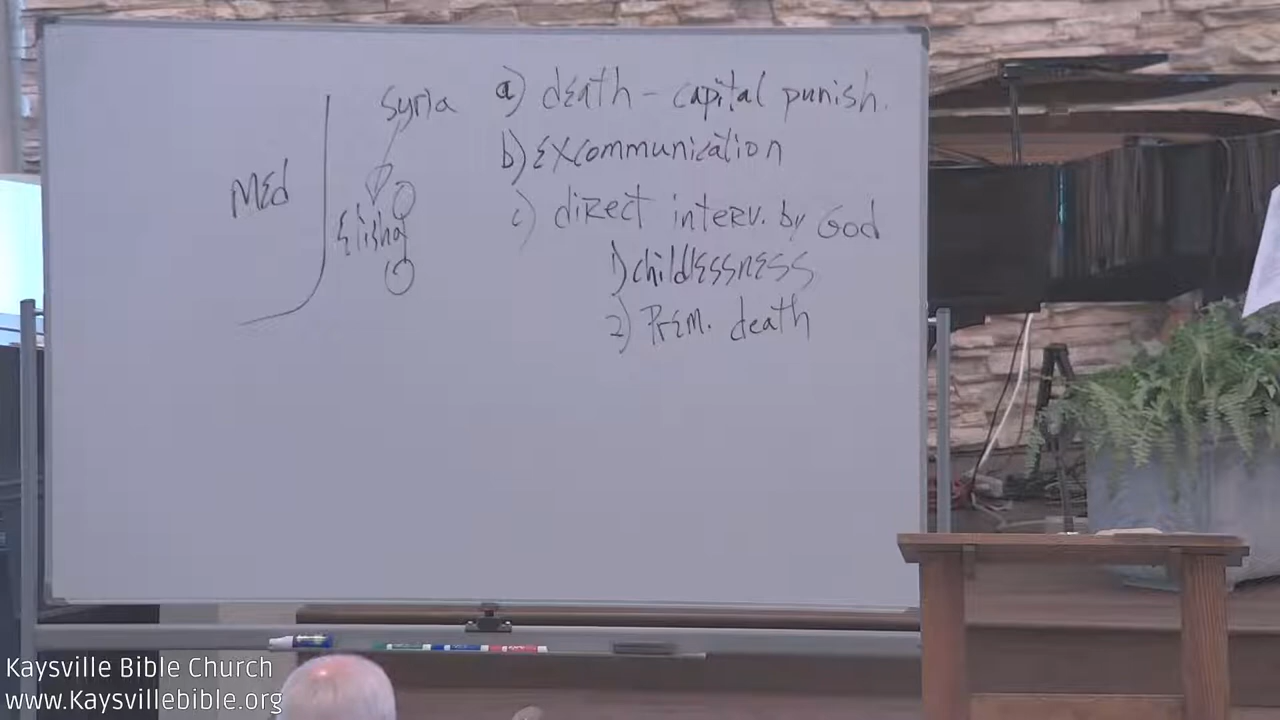 Syria
Med
Elisha
a) death - capital punish.
b) Excommunication
c) direct interv. by God
1) childlessness
2) Prem. death
Kaysville Bible Church
www.Kaysvillebible.org